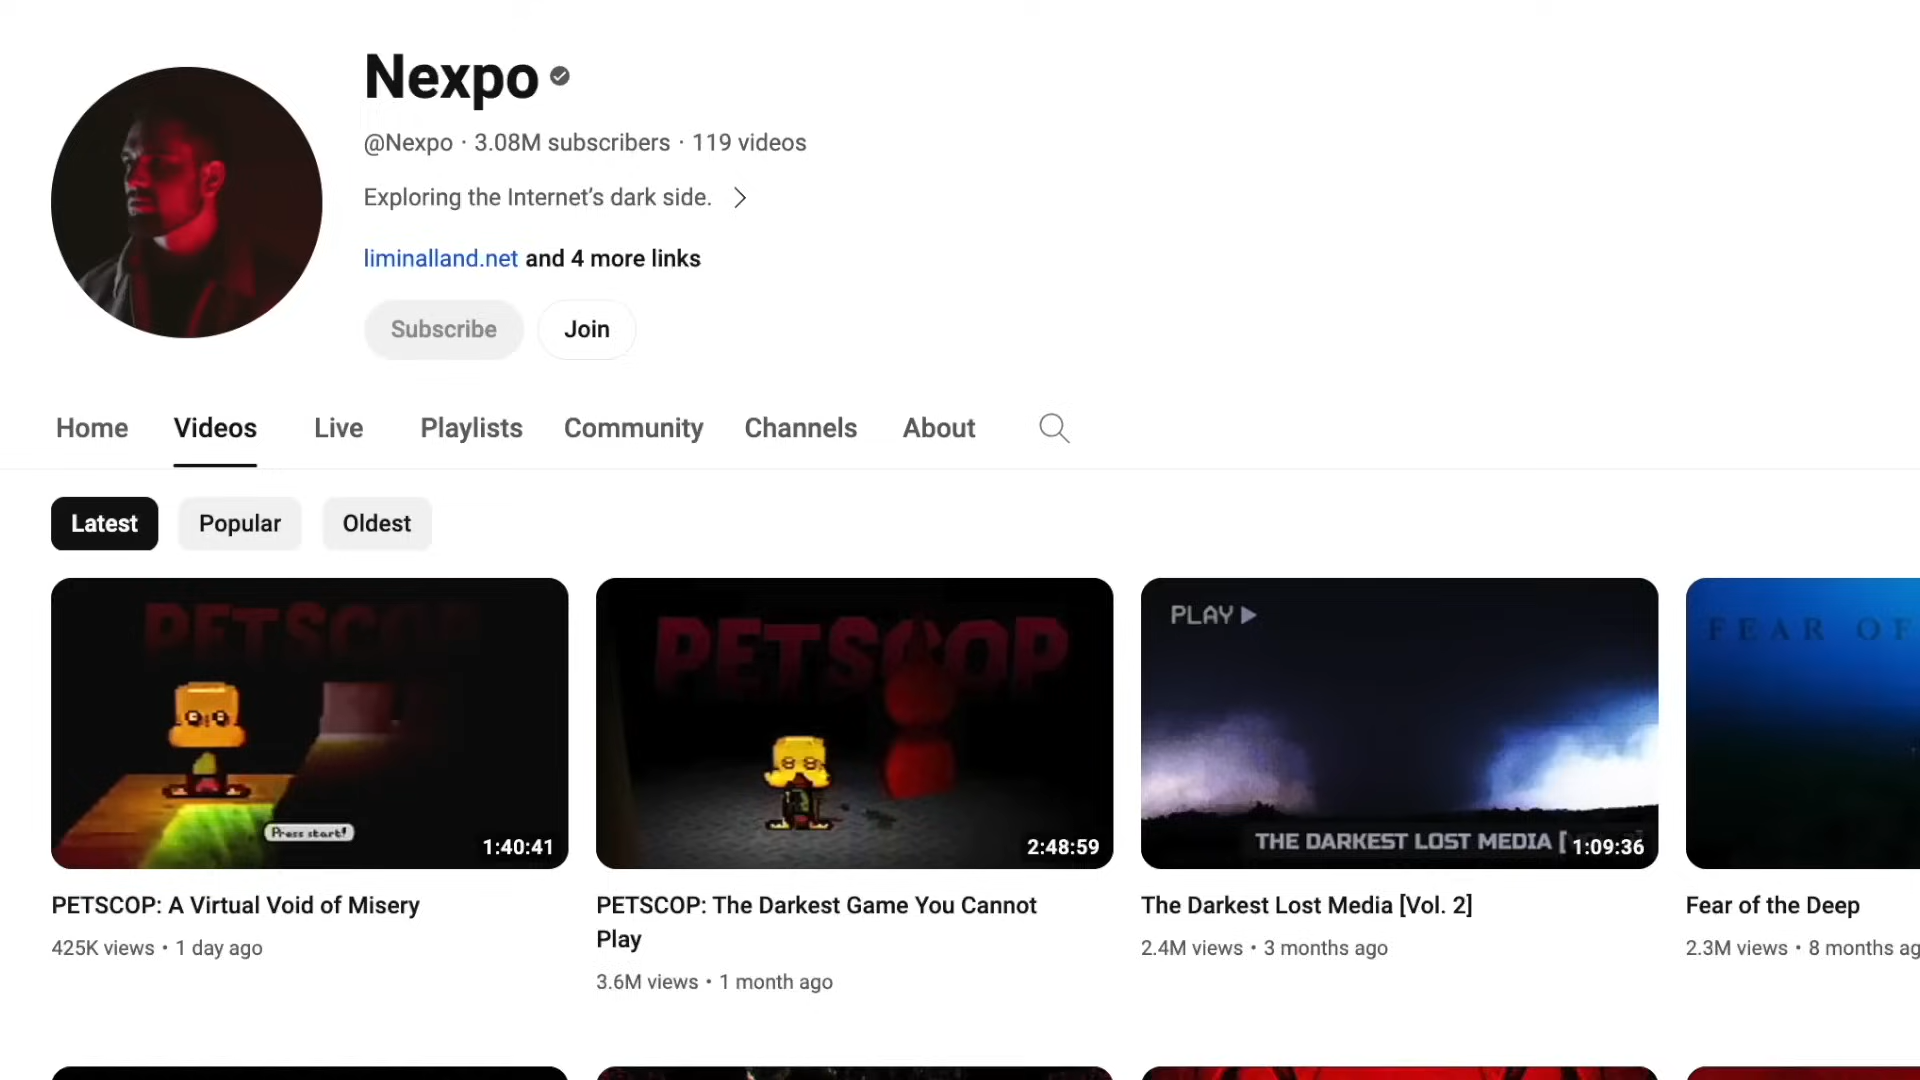 Nexpo
@Nexpo · 3.08M subscribers · 119 videos
Exploring the Internet’s dark side.
liminalland.net and 4 more links
Subscribe Join
Home Videos Live Playlists Community Channels About
Latest Popular Oldest
PETSCOP
Press start!
1:40:41
PETSCOP
2:48:59
PLAY
THE DARKEST LOST MEDIA [
1:09:36
FEAR OF
PETSCOP: A Virtual Void of Misery
425K views • 1 day ago
PETSCOP: The Darkest Game You Cannot
Play
3.6M views • 1 month ago
The Darkest Lost Media [Vol. 2]
2.4M views • 3 months ago
Fear of the Deep
2.3M views • 8 months ag